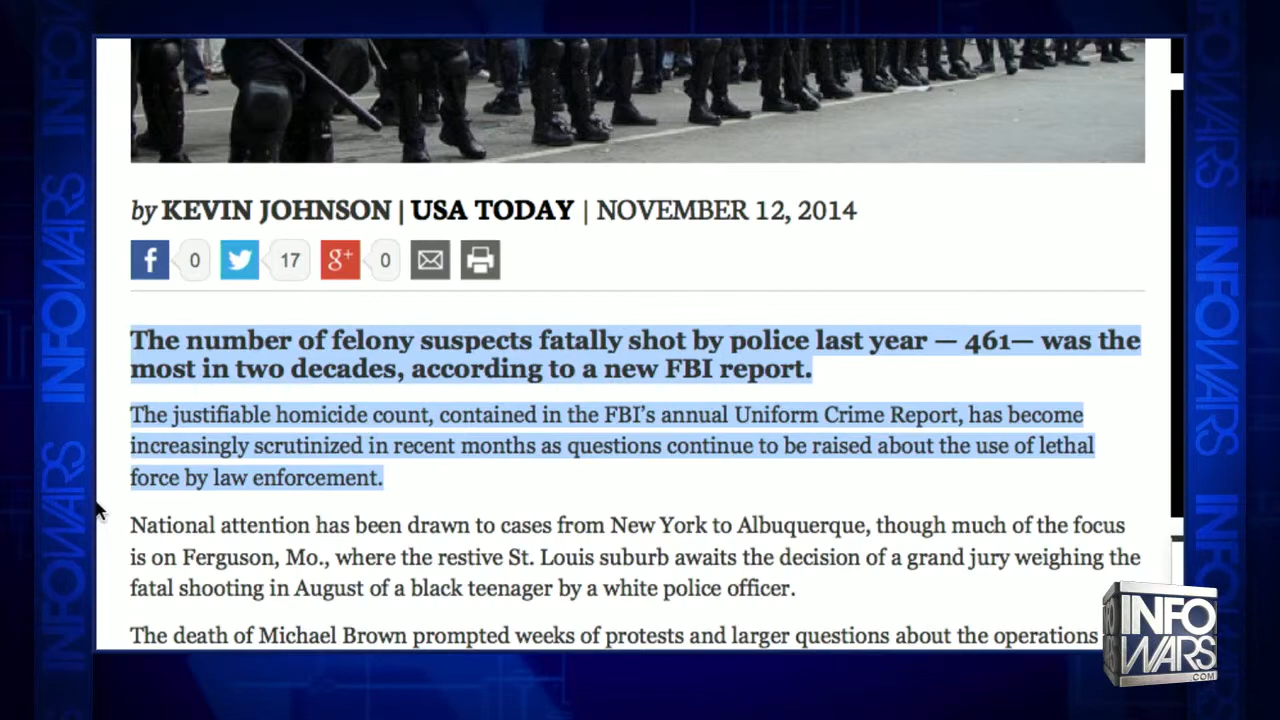 by KEVIN JOHNSON | USA TODAY | NOVEMBER 12, 2014
f 0 17 g+ 0
The number of felony suspects fatally shot by police last year — 461— was the
most in two decades, according to a new FBI report.
The justifiable homicide count, contained in the FBI's annual Uniform Crime Report, has become
increasingly scrutinized in recent months as questions continue to be raised about the use of lethal
force by law enforcement.
National attention has been drawn to cases from New York to Albuquerque, though much of the focus
is on Ferguson, Mo., where the restive St. Louis suburb awaits the decision of a grand jury weighing the
fatal shooting in August of a black teenager by a white police officer.
The death of Michael Brown prompted weeks of protests and larger questions about the operations
INFOWARS
INFOWARS
INFOWARS
INFOWARS
INFOWARS
INFO
WARS
.COM